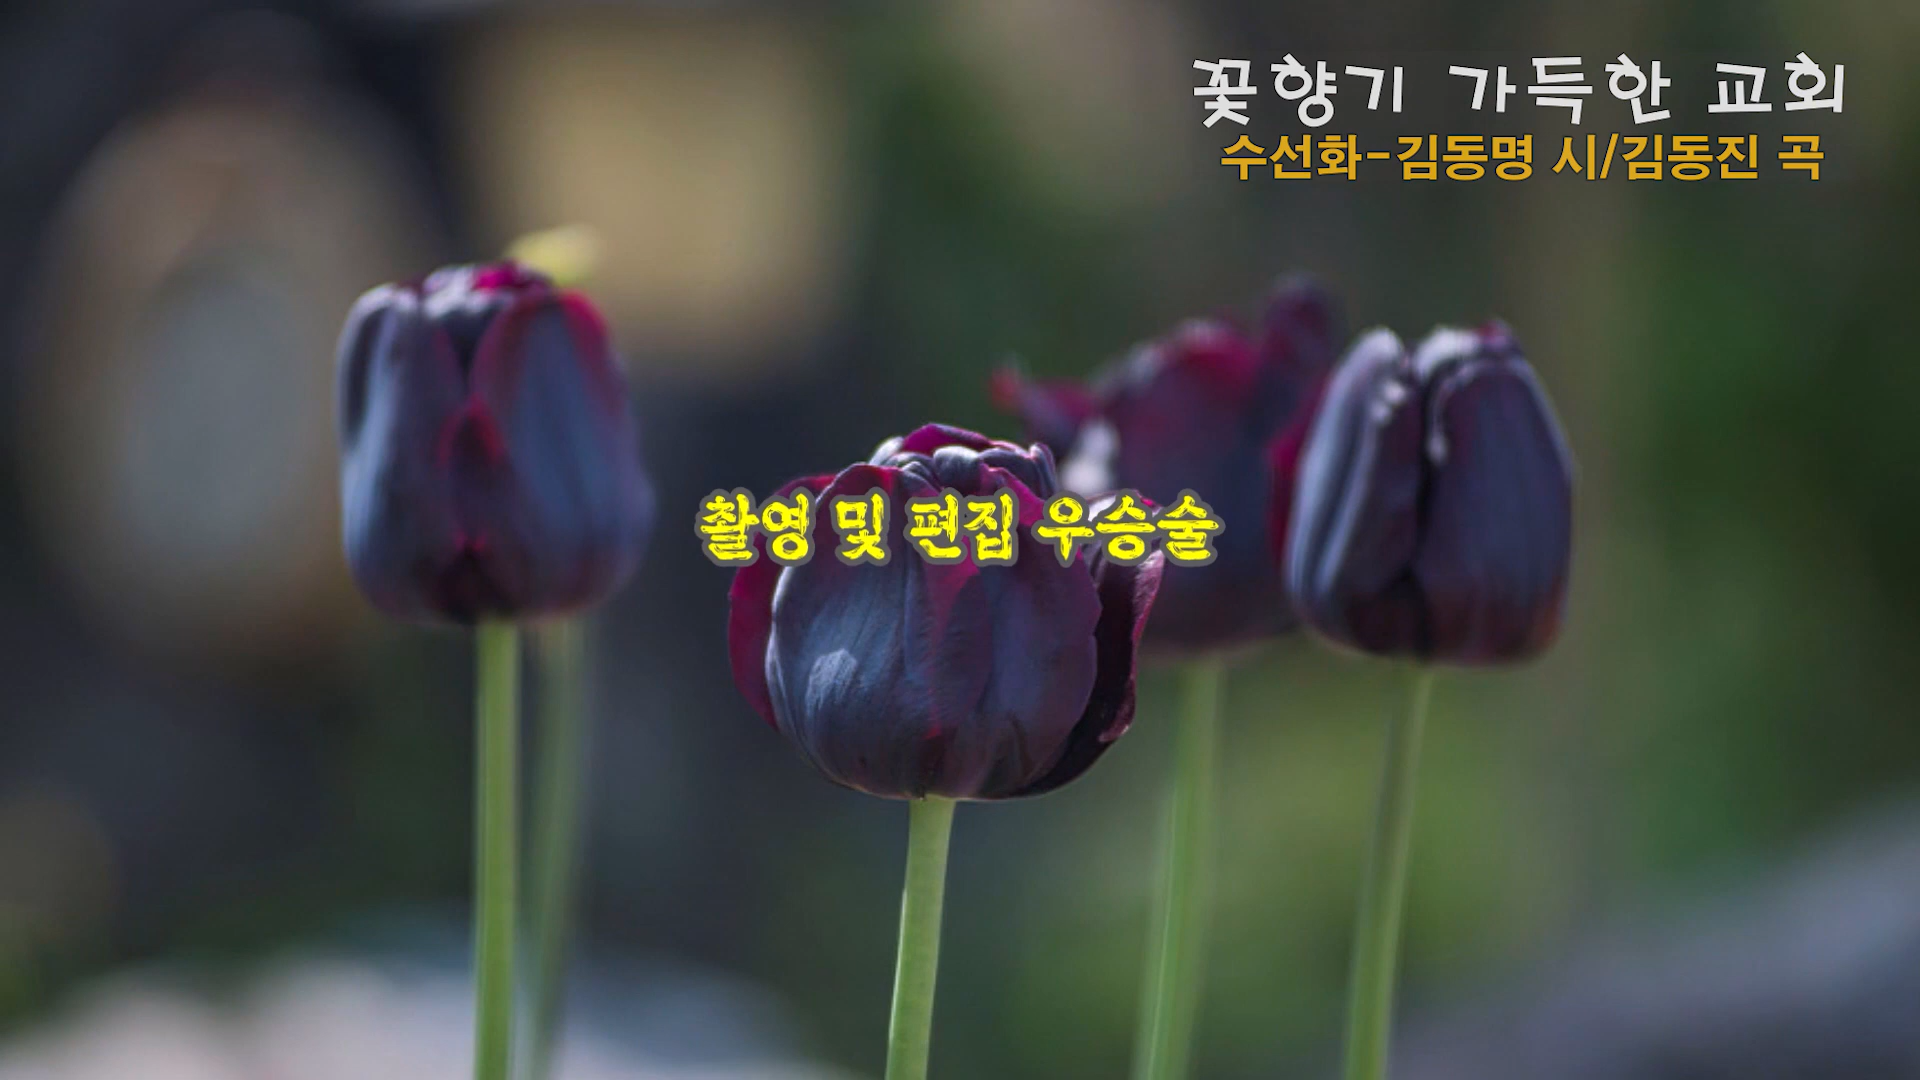 꽃향기 가득한 교회
수선화-김동명 시/김동진 곡
촬영 및 편집 우승술